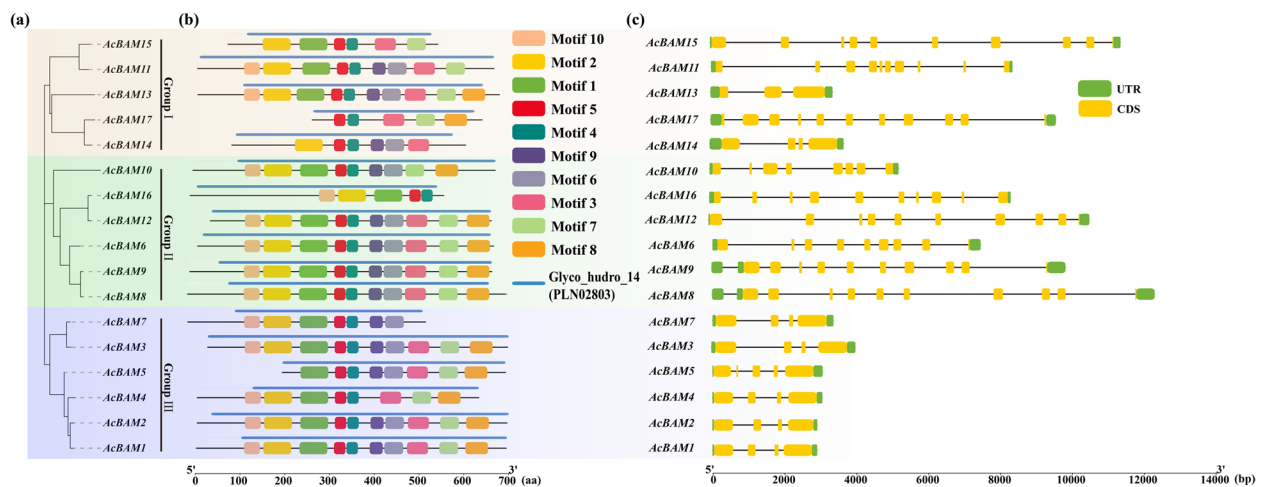 (a)
(b)
(c)
AcBAM15
AcBAM11
AcBAM13
AcBAM17
AcBAM14
AcBAM10
AcBAM16
AcBAM12
AcBAM6
AcBAM9
AcBAM8
AcBAM7
AcBAM3
AcBAM5
AcBAM4
AcBAM2
AcBAM1
Group I
Group II
Group III
Motif 10
Motif 2
Motif 1
Motif 5
Motif 4
Motif 9
Motif 6
Motif 3
Motif 7
Motif 8
Glyco_hudro_14
(PLN02803)
5'
3'
0 100 200 300 400 500 600 700 (aa)
AcBAM15
AcBAM11
AcBAM13
AcBAM17
AcBAM14
AcBAM10
AcBAM16
AcBAM12
AcBAM6
AcBAM9
AcBAM8
AcBAM7
AcBAM3
AcBAM5
AcBAM4
AcBAM2
AcBAM1
UTR
CDS
5'
3'
0 2000 4000 6000 8000 10000 12000 14000 (bp)